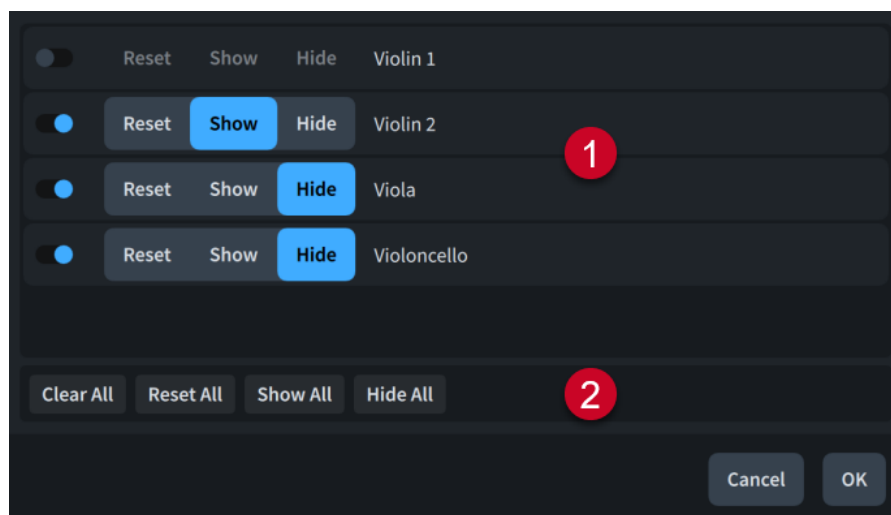 Reset Show Hide Violin 1
Reset Show Hide Violin 2
1
Reset Show Hide Viola
Reset Show Hide Violoncello
Clear All Reset All Show All Hide All 2
Cancel OK